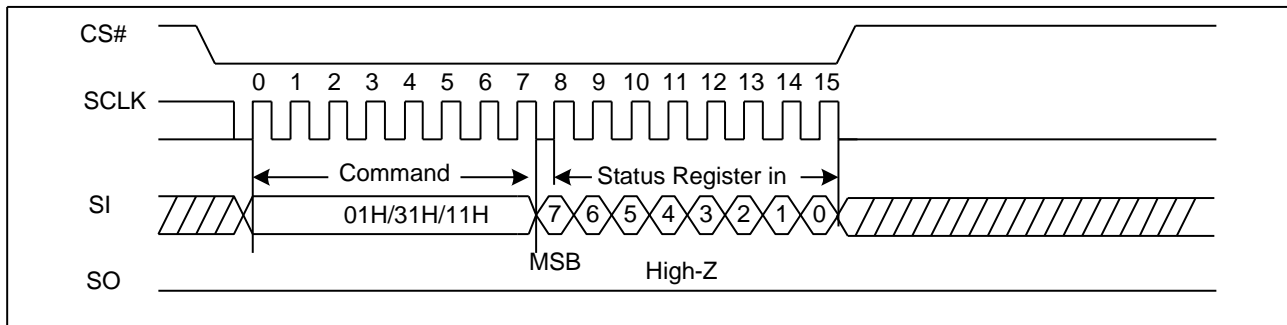 CS#
0 1 2 3 4 5 6 7 8 9 10 11 12 13 14 15
SCLK
Command Status Register in
SI 01H/31H/11H 7 6 5 4 3 2 1 0
MSB High-Z
SO